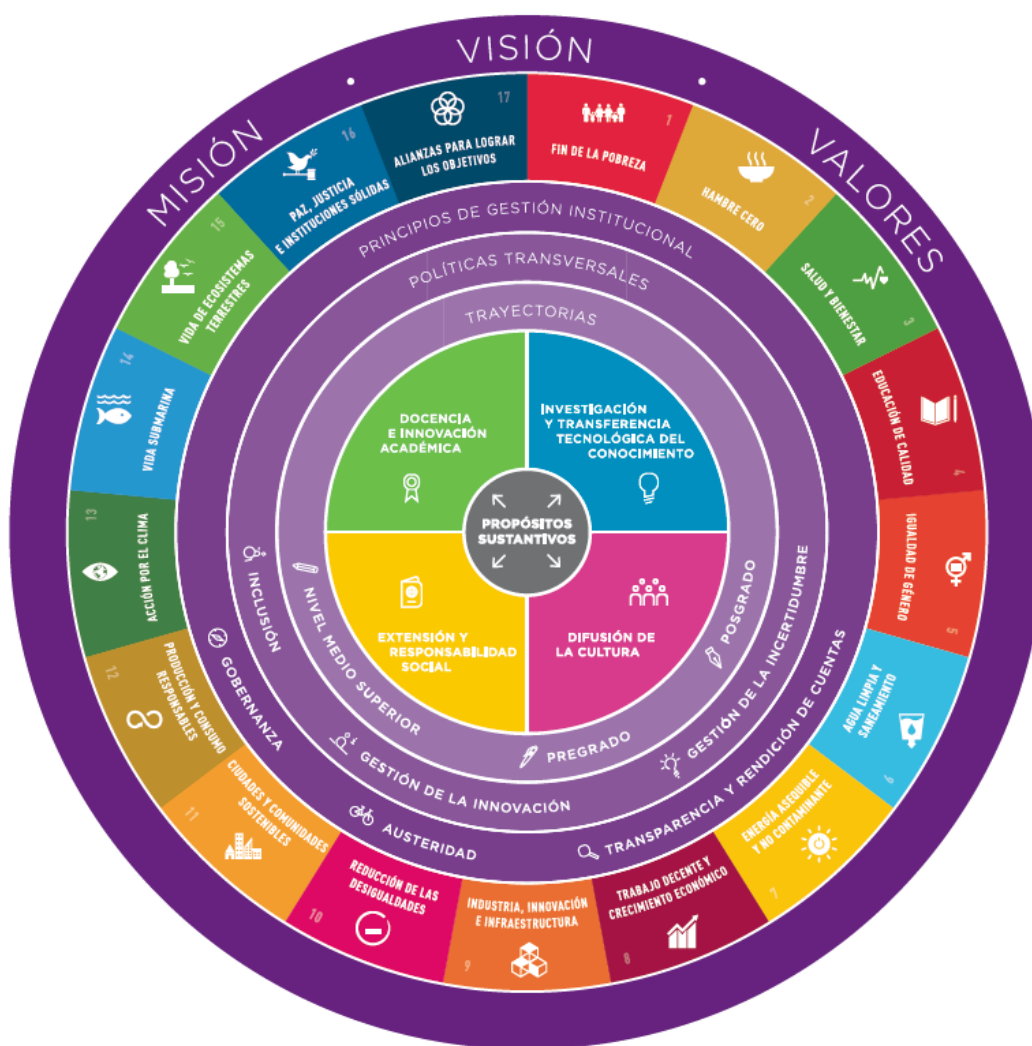 VISIÓN
MISIÓN
VALORES
1
FIN DE LA POBREZA
2
HAMBRE CERO
3
SALUD Y BIENESTAR
4
EDUCACIÓN DE CALIDAD
5
IGUALDAD DE GÉNERO
6
AGUA LIMPIA Y
SANEAMIENTO
7
ENERGÍA ASEQUIBLE
Y NO CONTAMINANTE
8
TRABAJO DECENTE Y
CRECIMIENTO ECONÓMICO
9
INDUSTRIA, INNOVACIÓN
E INFRAESTRUCTURA
10
REDUCCIÓN DE LAS
DESIGUALDADES
11
CIUDADES Y COMUNIDADES
SOSTENIBLES
12
PRODUCCIÓN Y CONSUMO
RESPONSABLES
13
ACCIÓN POR EL CLIMA
14
VIDA SUBMARINA
15
VIDA DE ECOSISTEMAS
TERRESTRES
16
PAZ, JUSTICIA
E INSTITUCIONES SÓLIDAS
17
ALIANZAS PARA LOGRAR
LOS OBJETIVOS
PRINCIPIOS DE GESTIÓN INSTITUCIONAL
GOBERNANZA
AUSTERIDAD
TRANSPARENCIA Y RENDICIÓN DE CUENTAS
POLÍTICAS TRANSVERSALES
INCLUSIÓN
GESTIÓN DE LA INNOVACIÓN
GESTIÓN DE LA INCERTIDUMBRE
TRAYECTORIAS
NIVEL MEDIO SUPERIOR
PREGRADO
POSGRADO
DOCENCIA
E INNOVACIÓN
ACADÉMICA
INVESTIGACIÓN
Y TRANSFERENCIA
TECNOLÓGICA DEL
CONOCIMIENTO
PROPÓSITOS
SUSTANTIVOS
EXTENSIÓN Y
RESPONSABILIDAD
SOCIAL
DIFUSIÓN DE
LA CULTURA